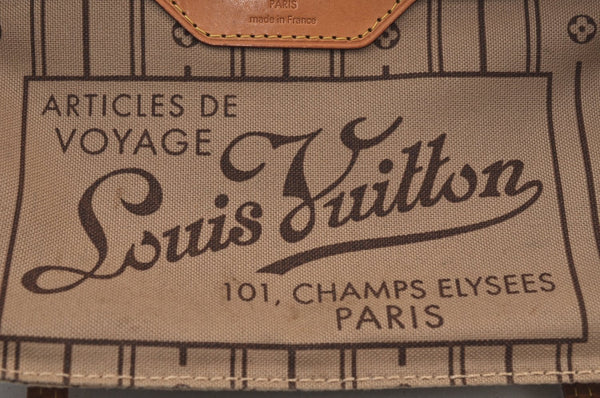 PARIS
made in France
ARTICLES DE
VOYAGE
Louis Vuitton
101, CHAMPS ELYSEES
PARIS